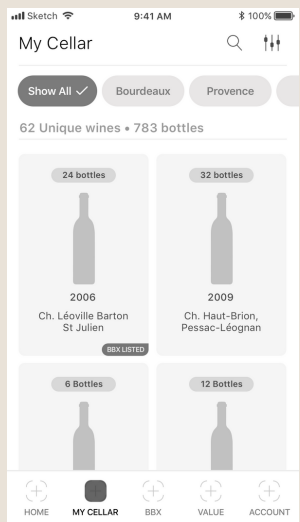 Sketch 9:41 AM 100%
My Cellar
Show All Bourdeaux Provence
62 Unique wines • 783 bottles
24 bottles
2006
Ch. Léoville Barton
St Julien
BBX LISTED
32 bottles
2009
Ch. Haut-Brion,
Pessac-Léognan
6 Bottles
12 Bottles
HOME MY CELLAR BBX VALUE ACCOUNT